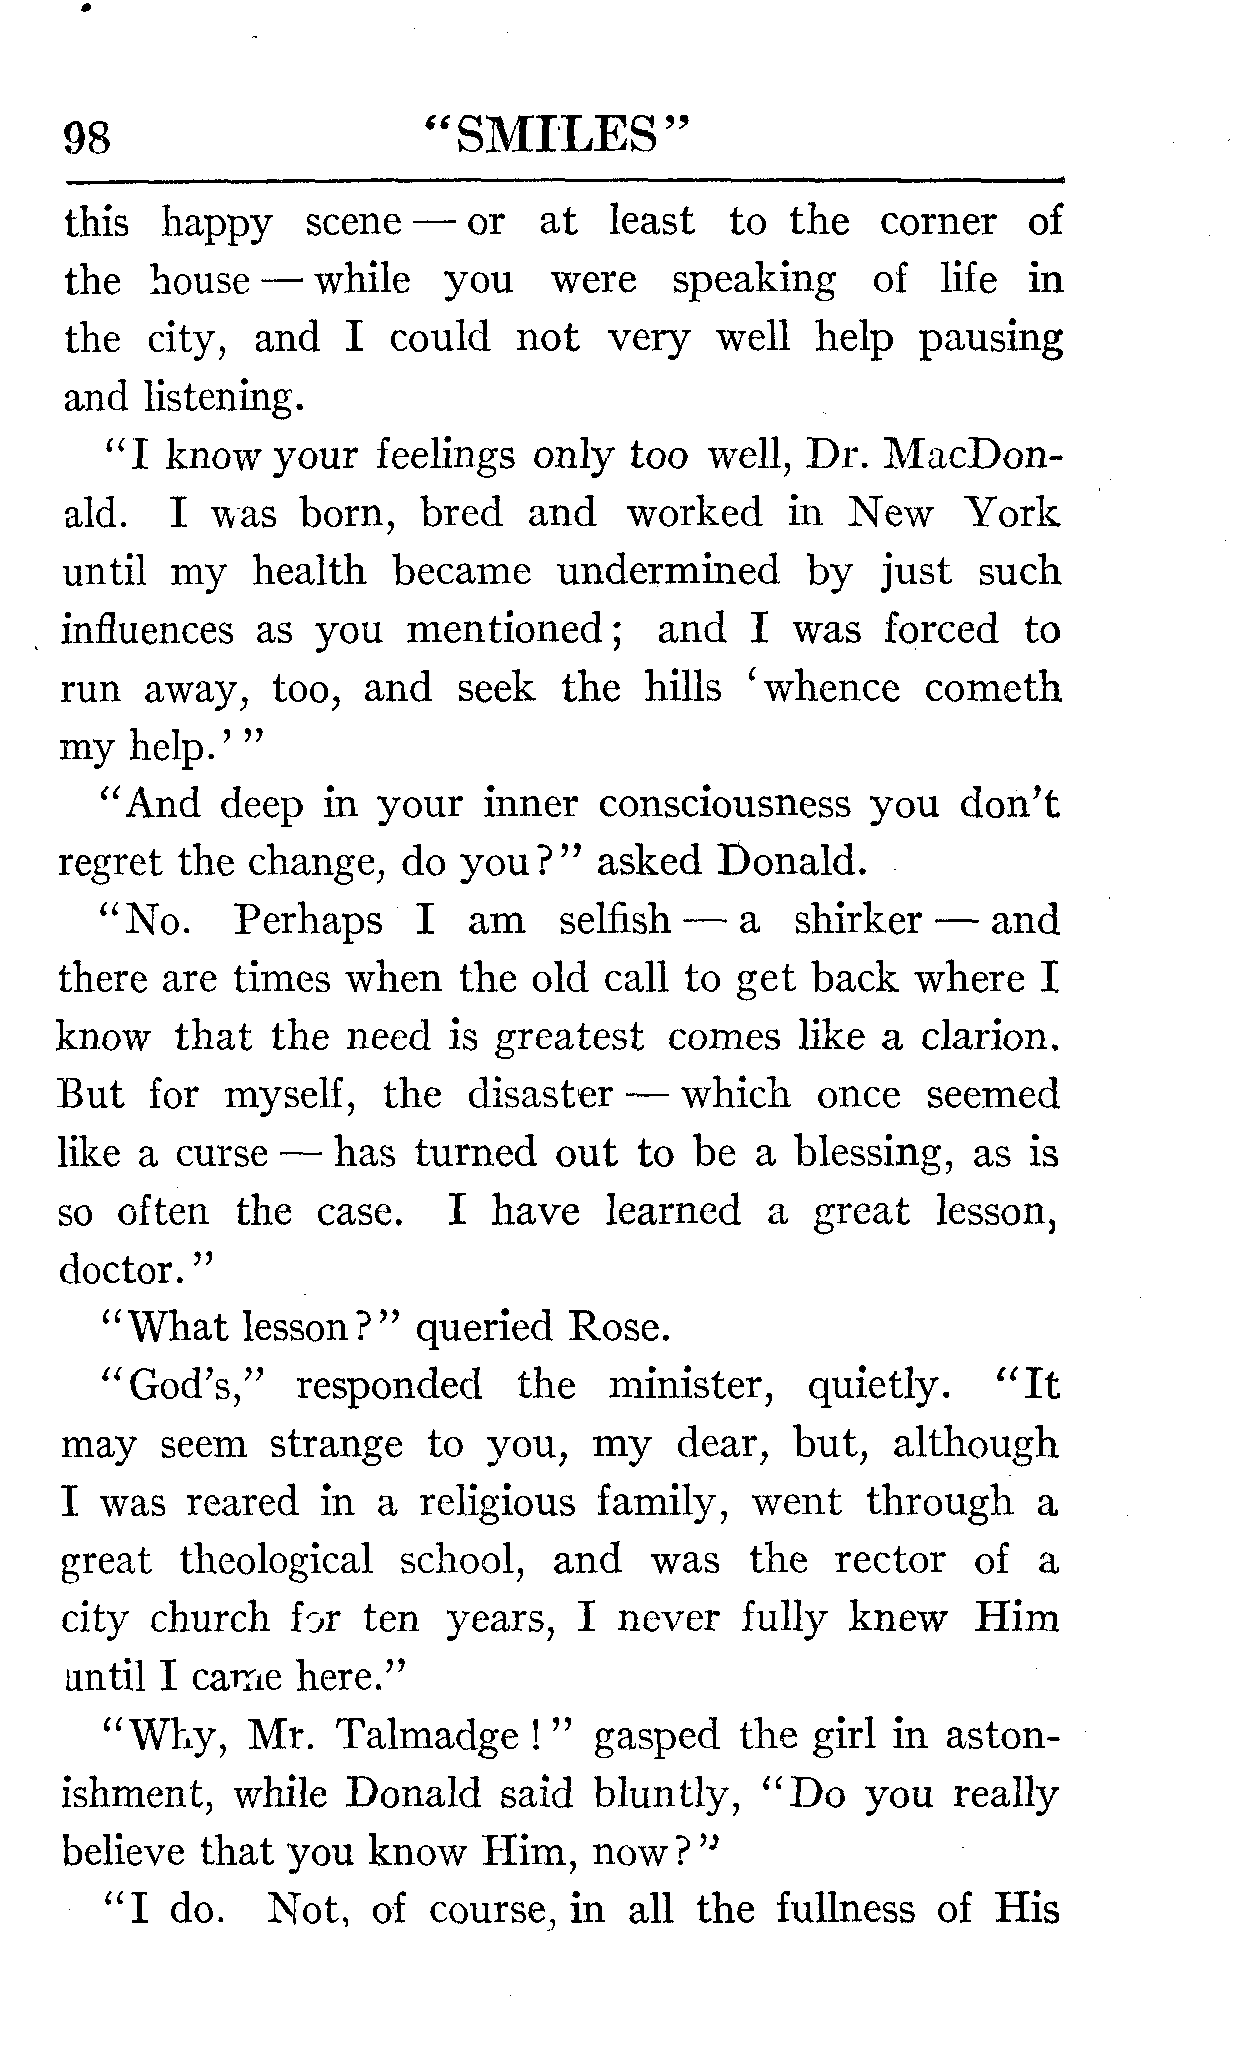 98 "SMILES"
this happy scene — or at least to the corner of
the house — while you were speaking of life in
the city, and I could not very well help pausing
and listening.
"I know your feelings only too well, Dr. MacDon-
ald. I was born, bred and worked in New York
until my health became undermined by just such
influences as you mentioned; and I was forced to
run away, too, and seek the hills 'whence cometh
my help.'"
"And deep in your inner consciousness you don't
regret the change, do you?" asked Donald.
"No. Perhaps I am selfish — a shirker — and
there are times when the old call to get back where I
know that the need is greatest comes like a clarion.
But for myself, the disaster — which once seemed
like a curse — has turned out to be a blessing, as is
so often the case. I have learned a great lesson,
doctor."
"What lesson?" queried Rose.
"God's," responded the minister, quietly. "It
may seem strange to you, my dear, but, although
I was reared in a religious family, went through a
great theological school, and was the rector of a
city church for ten years, I never fully knew Him
until I came here."
"Why, Mr. Talmadge!" gasped the girl in aston-
ishment, while Donald said bluntly, "Do you really
believe that you know Him, now?"
"I do. Not, of course, in all the fullness of His